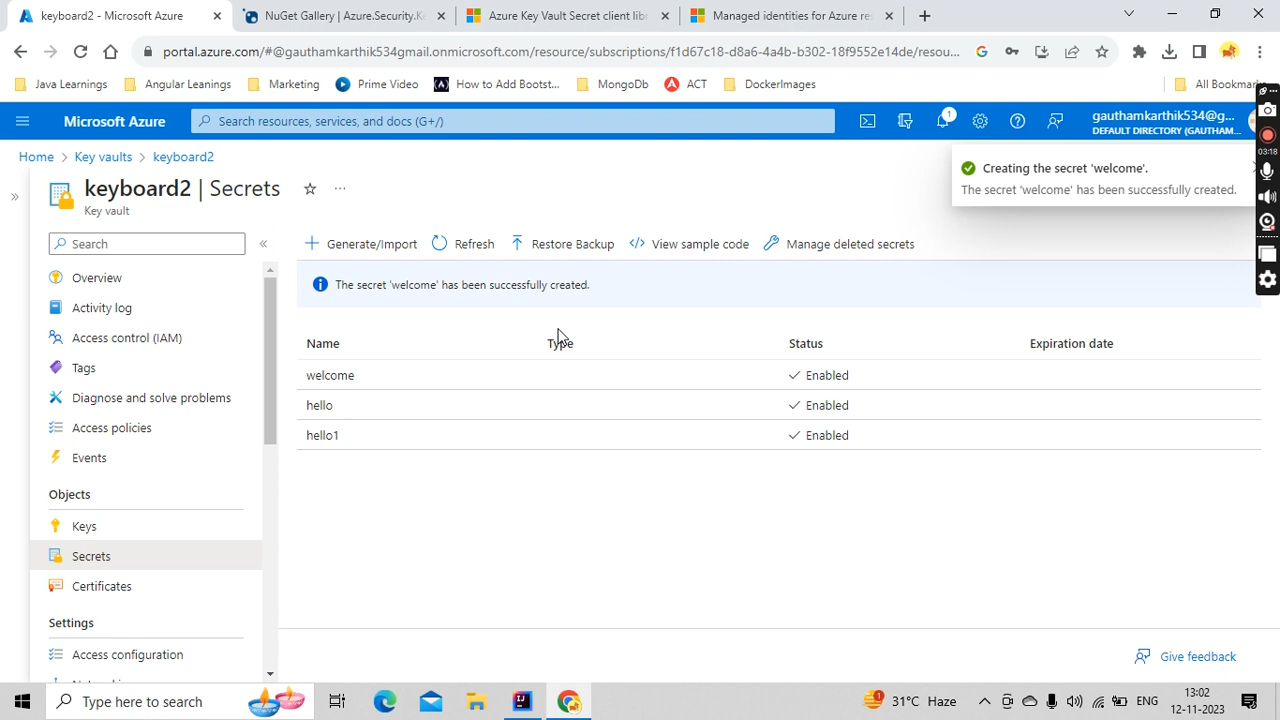 keyboard2 - Microsoft Azure
NuGet Gallery | Azure.Security.Ke
Azure Key Vault Secret client lib
Managed identities for Azure res
portal.azure.com/#@gauthamkarthik534gmail.onmicrosoft.com/resource/subscriptions/f1d67c18-d8a6-4a4b-b302-18f9552e14de/resou...
Java Learnings
Angular Leanings
Marketing
Prime Video
How to Add Bootst...
MongoDb
ACT
DockerImages
All Bookmark
Microsoft Azure
Search resources, services, and docs (G+/)
1
gauthamkarthik534@g...
DEFAULT DIRECTORY (GAUTHAM...
03:18
Home > Key vaults > keyboard2
keyboard2 | Secrets
Key vault
Creating the secret 'welcome'.
The secret 'welcome' has been successfully created.
Search
Overview
Activity log
Access control (IAM)
Tags
Diagnose and solve problems
Access policies
Events
Objects
Keys
Secrets
Certificates
Settings
Access configuration
Generate/Import
Refresh
Restore Backup
View sample code
Manage deleted secrets
The secret 'welcome' has been successfully created.
Name Type Status Expiration date
welcome Enabled
hello Enabled
hello1 Enabled
Give feedback
Type here to search
1
31°C Haze
ENG
13:02
12-11-2023